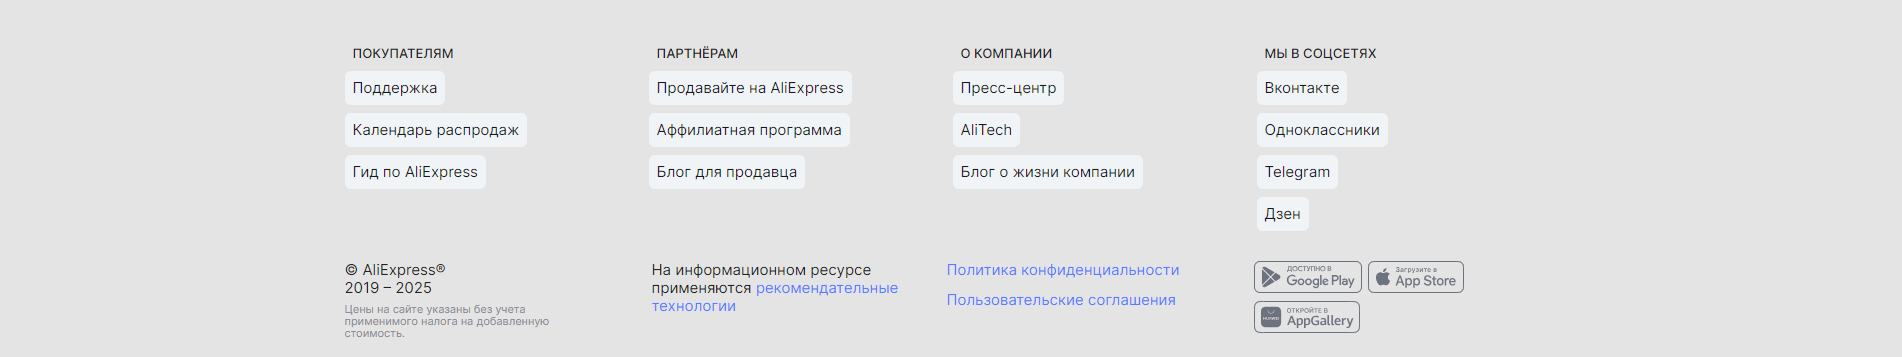 ПОКУПАТЕЛЯМ
Поддержка
Календарь распродаж
Гид по AliExpress
ПАРТНЁРАМ
Продавайте на AliExpress
Аффилиатная программа
Блог для продавца
О КОМПАНИИ
Пресс-центр
AliTech
Блог о жизни компании
МЫ В СОЦСЕТЯХ
Вконтакте
Одноклассники
Telegram
Дзен
© AliExpress®
2019 – 2025
Цены на сайте указаны без учета
применимого налога на добавленную
стоимость.
На информационном ресурсе
применяются рекомендательные
технологии
Политика конфиденциальности
Пользовательские соглашения
ДОСТУПНО В
Google Play
Загрузите в
App Store
HUAWEI
ОТКРОЙТЕ В
AppGallery